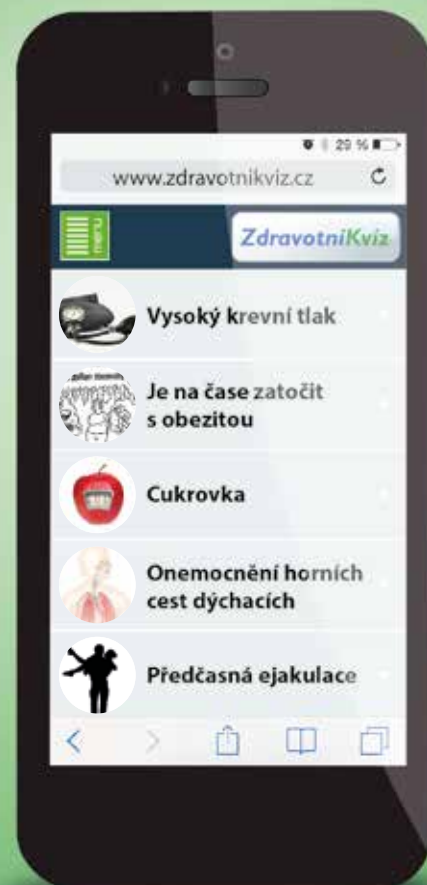 29 %
www.zdravotnikviz.cz
menu
ZdravotniKviz
Vysoký krevní tlak
Je na čase zatočit
s obezitou
Cukrovka
Onemocnění horních
cest dýchacích
Předčasná ejakulace